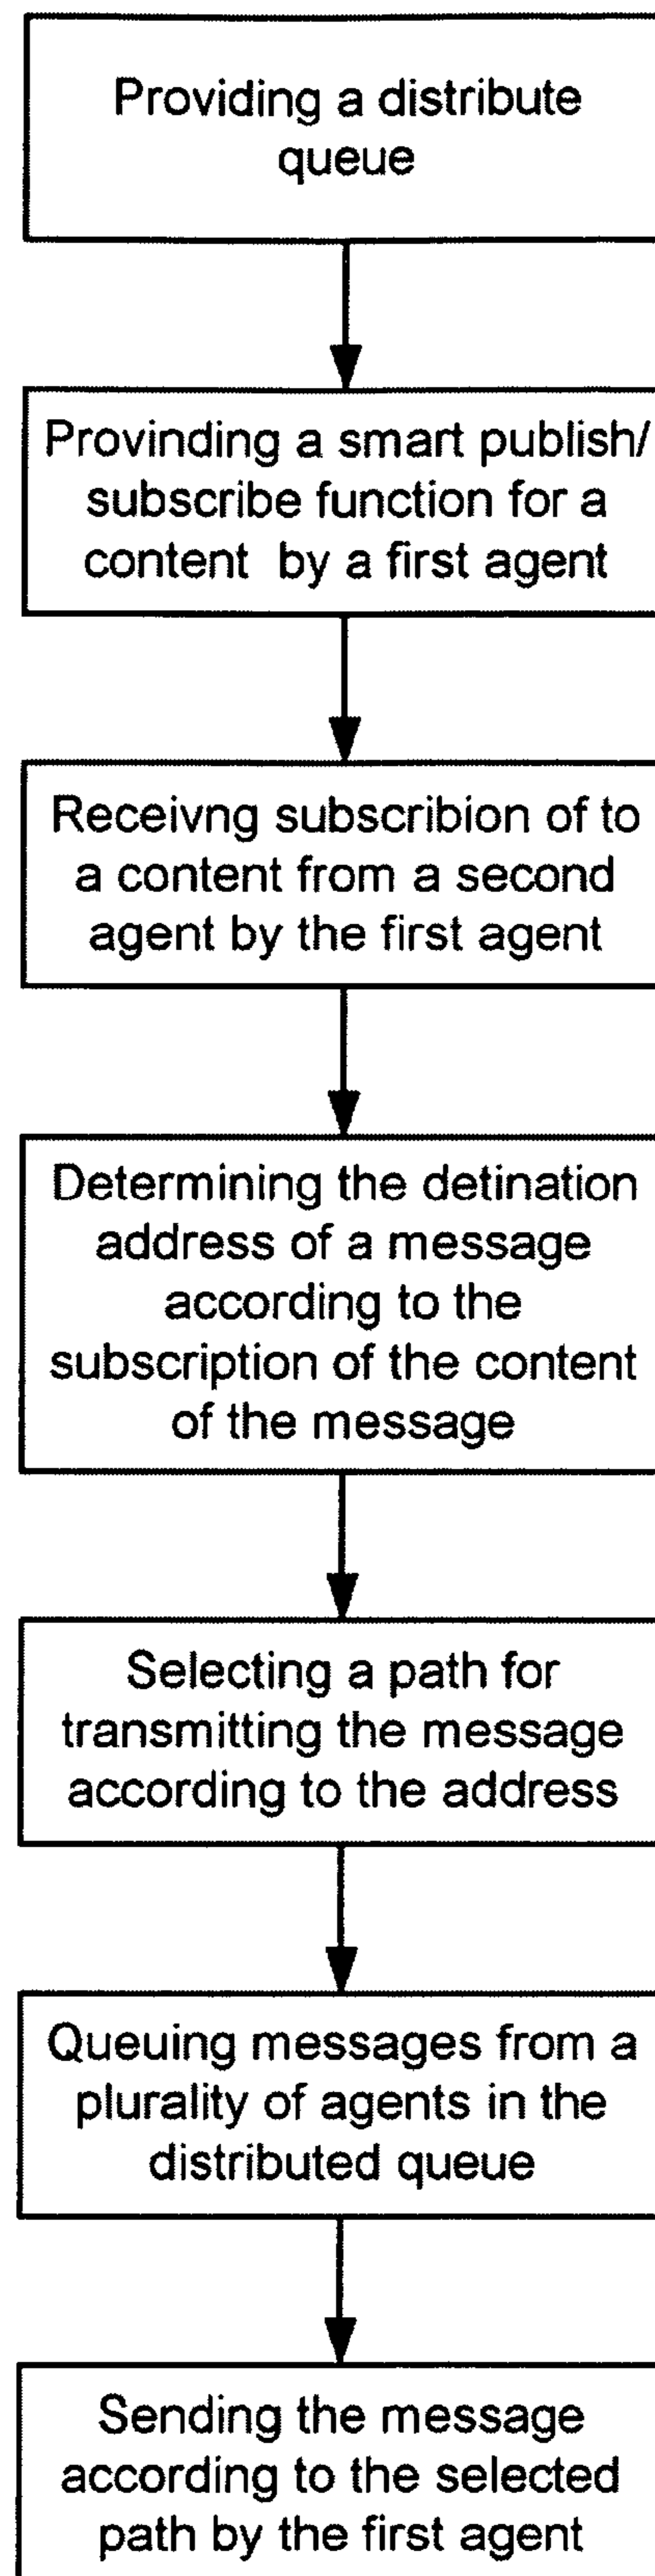 Providing a distribute
queue
Provinding a smart publish/
subscribe function for a
content by a first agent
Receivng subscribion of to
a content from a second
agent by the first agent
Determining the detination
address of a message
according to the
subscription of the content
of the message
Selecting a path for
transmitting the message
according to the address
Queuing messages from a
plurality of agents in the
distributed queue
Sending the message
according to the selected
path by the first agent